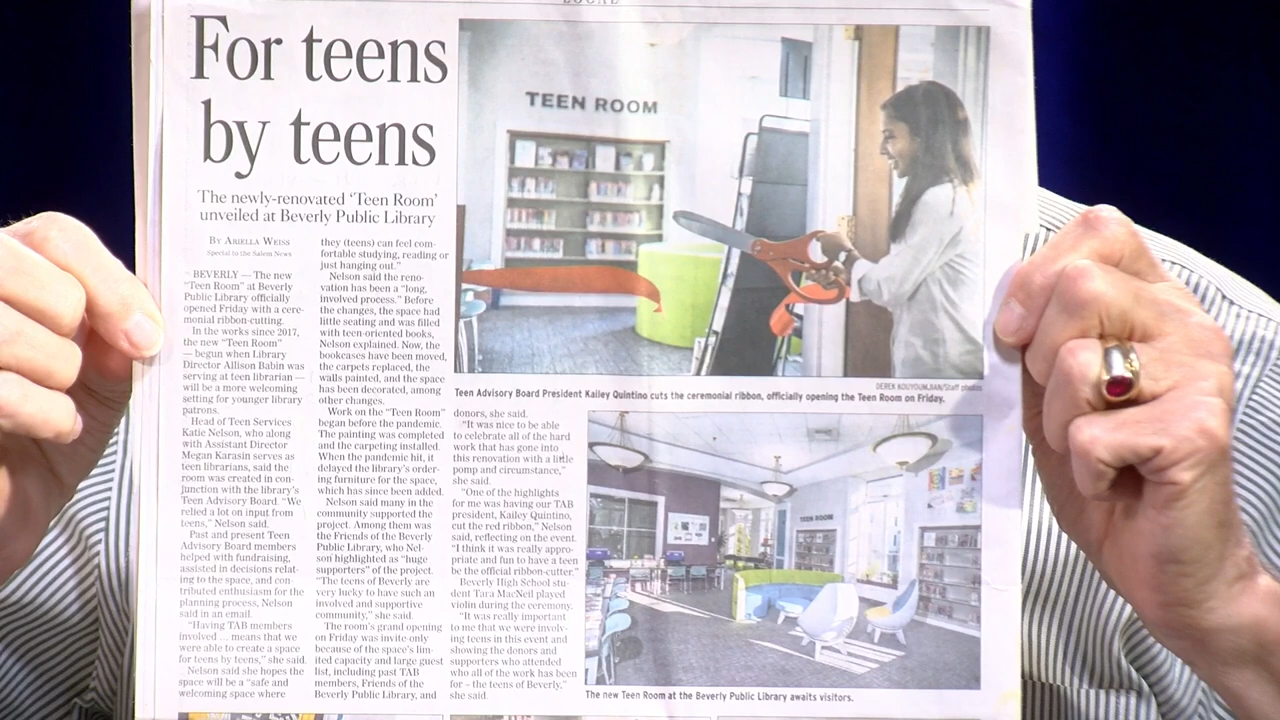 LOCAL
For teens
by teens
The newly-renovated 'Teen Room'
unveiled at Beverly Public Library
BY ARIELLA WEISS
Special to the Salem News
BEVERLY — The new
"Teen Room" at Beverly
Public Library officially
opened Friday with a cere-
monial ribbon-cutting.
In the works since 2017,
the new "Teen Room"
— begun when Library
Director Allison Babin was
serving at teen librarian —
will be a more welcoming
setting for younger library
patrons.
Head of Teen Services
Katie Nelson, who along
with Assistant Director
Megan Karasin serves as
teen librarians, said the
room was created in con-
junction with the library's
Teen Advisory Board. "We
relied a lot on input from
teens," Nelson said.
Past and present Teen
Advisory Board members
helped with fundraising,
assisted in decisions relat-
ing to the space, and con-
tributed enthusiasm for the
planning process, Nelson
said in an email.
"Having TAB members
involved ... means that we
were able to create a space
for teens by teens," she said.
Nelson said she hopes the
space will be a "safe and
welcoming space where
they (teens) can feel com-
fortable studying, reading or
just hanging out."
Nelson said the reno-
vation has been a "long,
involved process." Before
the changes, the space had
little seating and was filled
with teen-oriented books,
Nelson explained. Now, the
bookcases have been moved,
the carpets replaced, the
walls painted, and the space
has been decorated, among
other changes.
Work on the "Teen Room"
began before the pandemic.
The painting was completed
and the carpeting installed.
When the pandemic hit, it
delayed the library's order-
ing furniture for the space,
which has since been added.
Nelson said many in the
community supported the
project. Among them was
the Friends of the Beverly
Public Library, who Nel-
son highlighted as "huge
supporters" of the project.
"The teens of Beverly are
very lucky to have such an
involved and supportive
community," she said.
The room's grand opening
on Friday was invite-only
because of the space's lim-
ited capacity and large guest
list, including past TAB
members, Friends of the
Beverly Public Library, and
donors, she said.
"It was nice to be able
to celebrate all of the hard
work that has gone into
this renovation with a little
pomp and circumstance,"
she said.
"One of the highlights
for me was having our TAB
president, Kailey Quintino,
cut the red ribbon," Nelson
said, reflecting on the event.
"I think it was really appro-
priate and fun to have a teen
be the official ribbon-cutter."
Beverly High School stu-
dent Tara MacNeil played
violin during the ceremony.
"It was really important
to me that we were involv-
ing teens in this event and
showing the donors and
supporters who attended
who all of the work has been
for – the teens of Beverly,"
she said.
TEEN ROOM
DEREK KOUYOUMJIAN/Staff photos
Teen Advisory Board President Kailey Quintino cuts the ceremonial ribbon, officially opening the Teen Room on Friday.
TEEN ROOM
The new Teen Room at the Beverly Public Library awaits visitors.